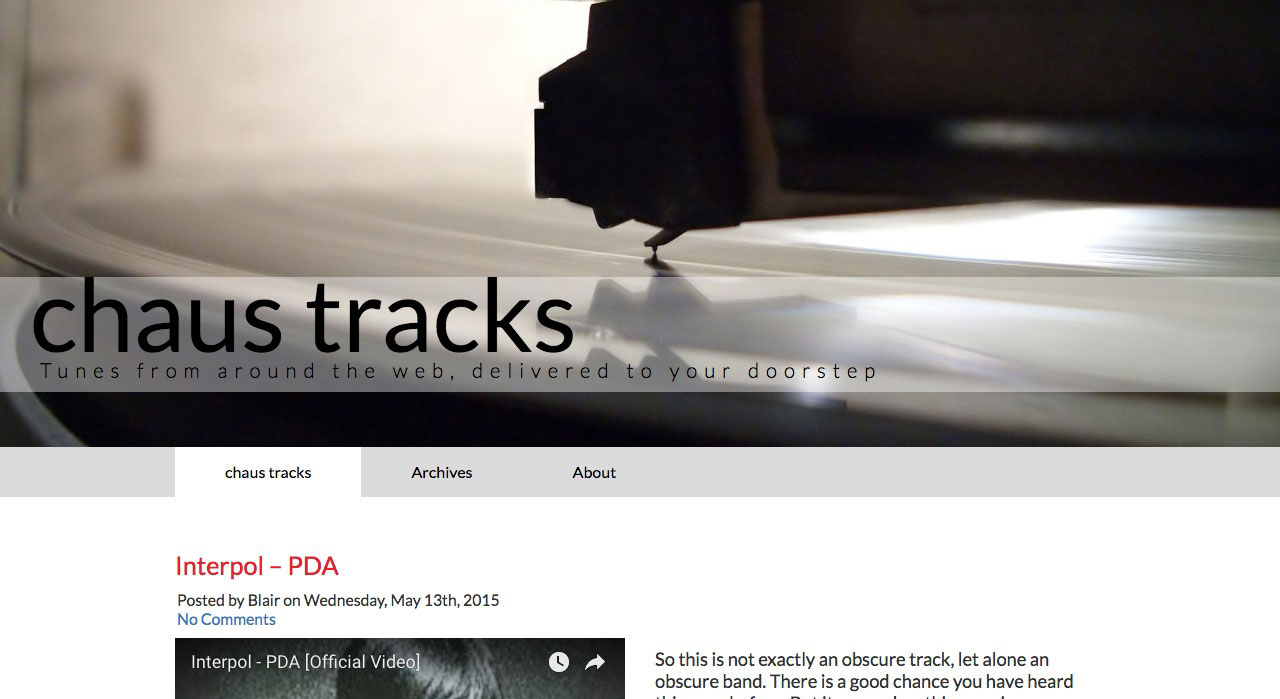 chaus tracks
Tunes from around the web, delivered to your doorstep
chaus tracks
Archives
About
Interpol – PDA
Posted by Blair on Wednesday, May 13th, 2015
No Comments
Interpol - PDA [Official Video]
So this is not exactly an obscure track, let alone an
obscure band. There is a good chance you have heard